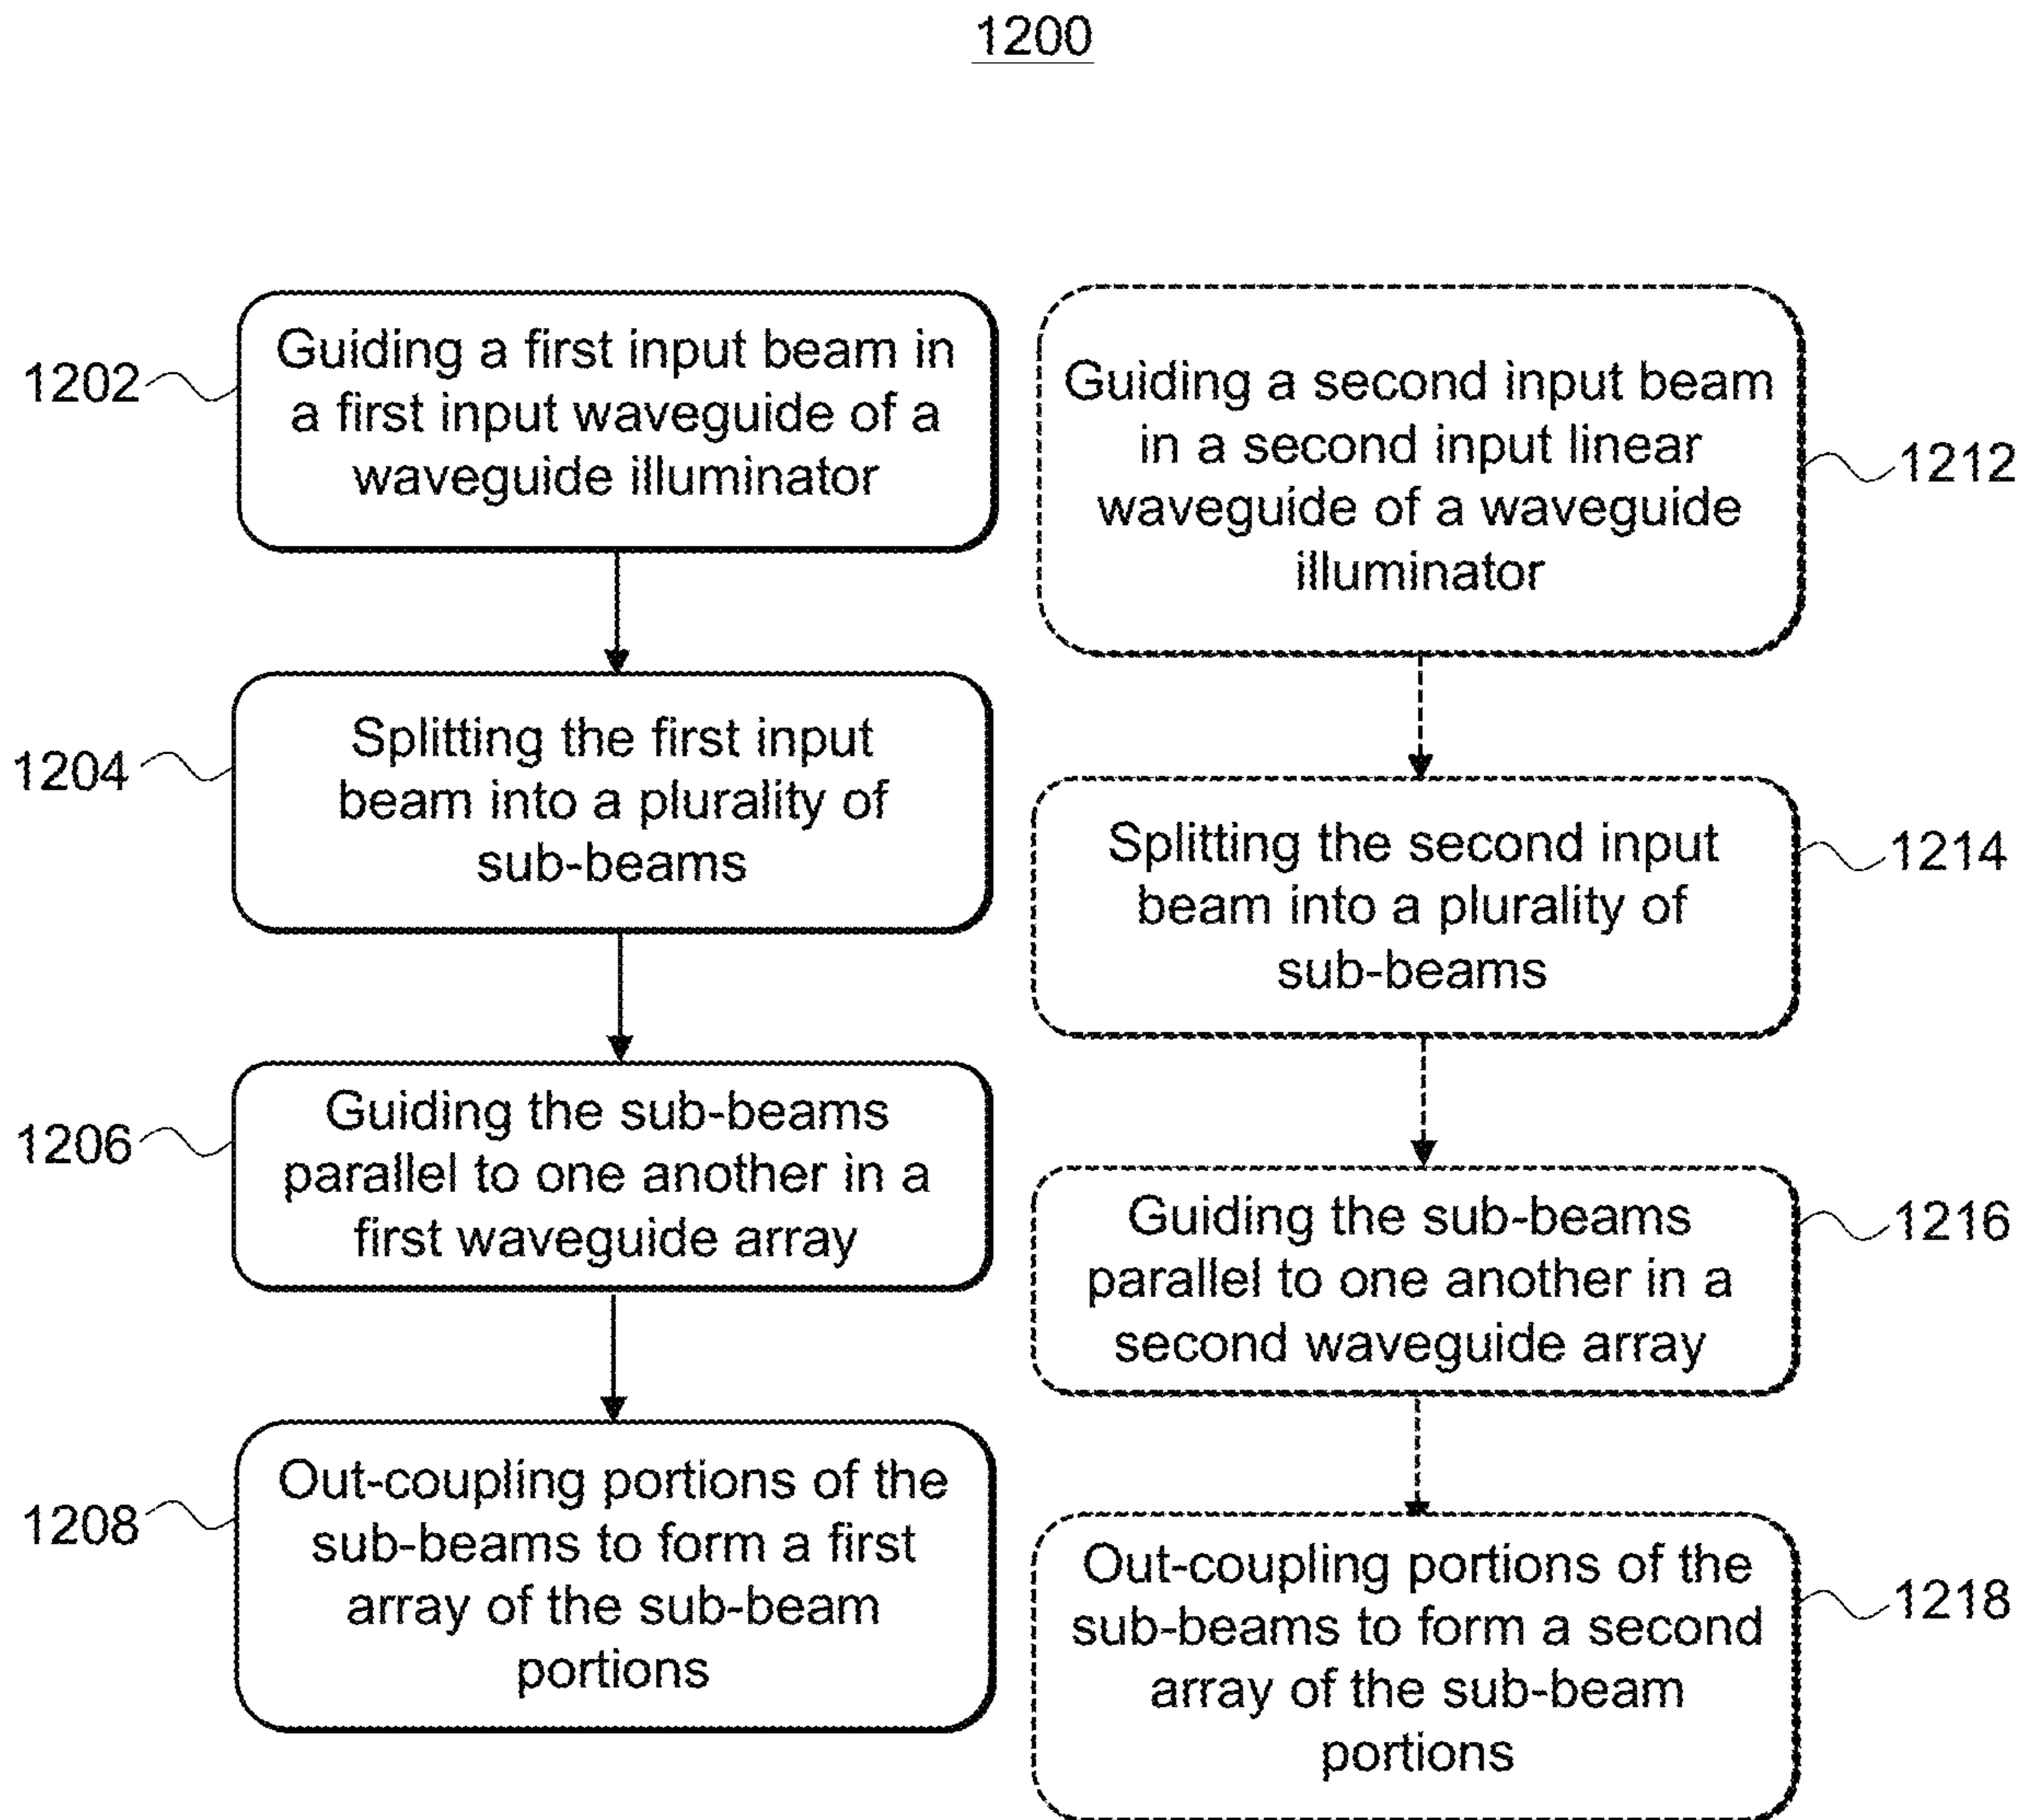 1200
1202
Guiding a first input beam in
a first input waveguide of a
waveguide illuminator
1204
Splitting the first input
beam into a plurality of
sub-beams
1206
Guiding the sub-beams
parallel to one another in a
first waveguide array
1208
Out-coupling portions of the
sub-beams to form a first
array of the sub-beam
portions
Guiding a second input beam
in a second input linear
waveguide of a waveguide
illuminator
1212
Splitting the second input
beam into a plurality of
sub-beams
1214
Guiding the sub-beams
parallel to one another in a
second waveguide array
1216
Out-coupling portions of the
sub-beams to form a second
array of the sub-beam
portions
1218